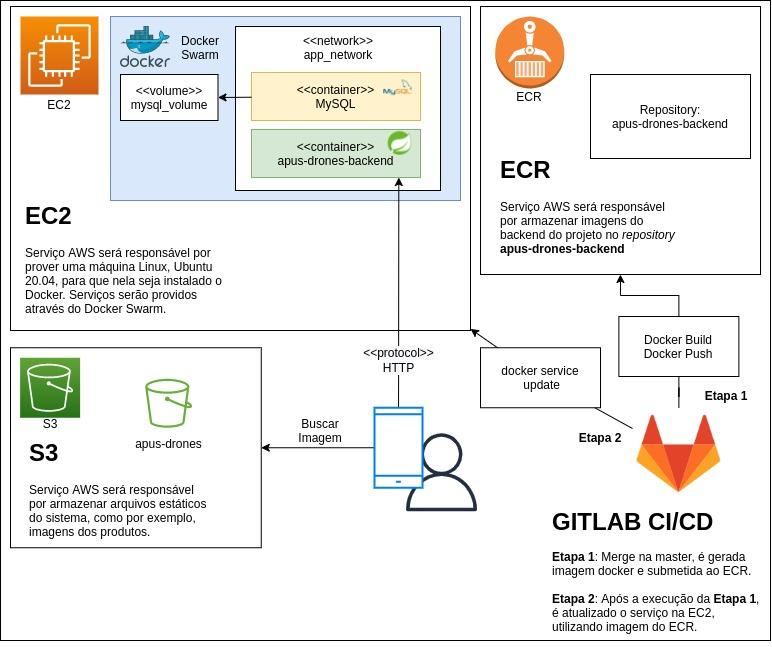 EC2
docker
Docker
Swarm
<<network>>
app_network
<<volume>>
mysql_volume
<<container>>
MySQL
MySQL
<<container>>
apus-drones-backend
EC2
Serviço AWS será responsável por
prover uma máquina Linux, Ubuntu
20.04, para que nela seja instalado o
Docker. Serviços serão providos
através do Docker Swarm.
ECR
Repository:
apus-drones-backend
ECR
Serviço AWS será responsável
por armazenar imagens do
backend do projeto no repository
apus-drones-backend
<<protocol>>
HTTP
docker service
update
Docker Build
Docker Push
Etapa 1
Etapa 2
S3
apus-drones
S3
Serviço AWS será responsável
por armazenar arquivos estáticos
do sistema, como por exemplo,
imagens dos produtos.
Buscar
Imagem
GITLAB CI/CD
Etapa 1: Merge na master, é gerada
imagem docker e submetida ao ECR.
Etapa 2: Após a execução da Etapa 1,
é atualizado o serviço na EC2,
utilizando imagem do ECR.